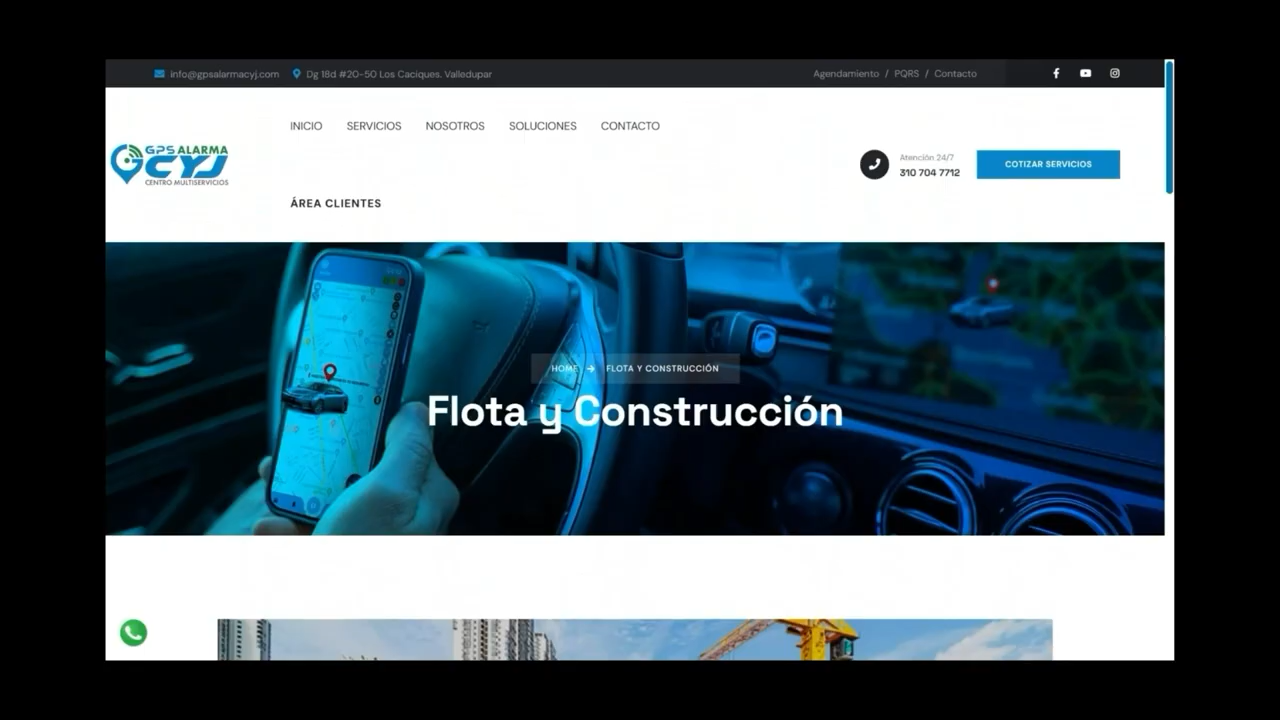 info@gpsalarmacyj.com Dg 18d #20-50 Los Caciques. Valledupar Agendamiento / PQRS / Contacto
INICIO SERVICIOS NOSOTROS SOLUCIONES CONTACTO
GPS ALARMA
CYJ
CENTRO MULTISERVICIOS
Atención 24/7
310 704 7712
COTIZAR SERVICIOS
ÁREA CLIENTES
HOME → FLOTA Y CONSTRUCCIÓN
Flota y Construcción